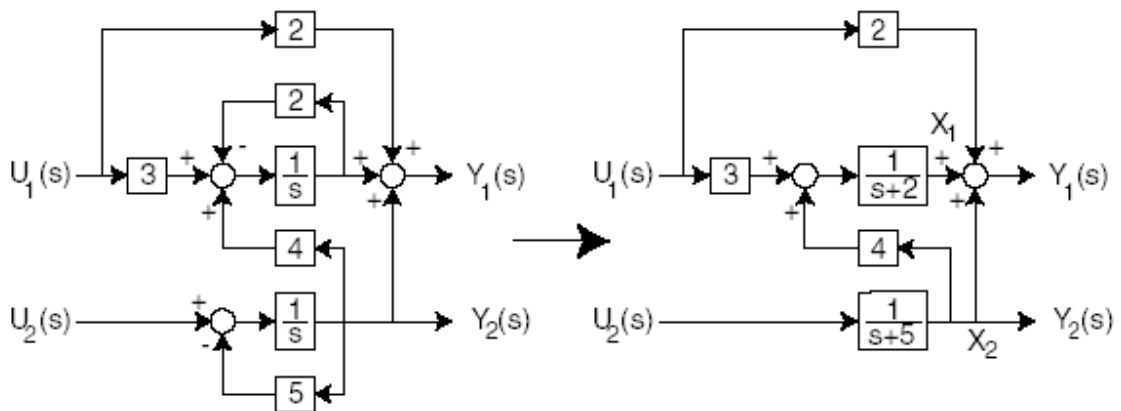 2
2
U1(s)
3
+
-
1
s
+
+
+
Y1(s)
+
4
U2(s)
+
-
1
s
Y2(s)
5
2
X1
U1(s)
3
+
1
s+2
+
+
+
Y1(s)
+
4
U2(s)
1
s+5
X2
Y2(s)